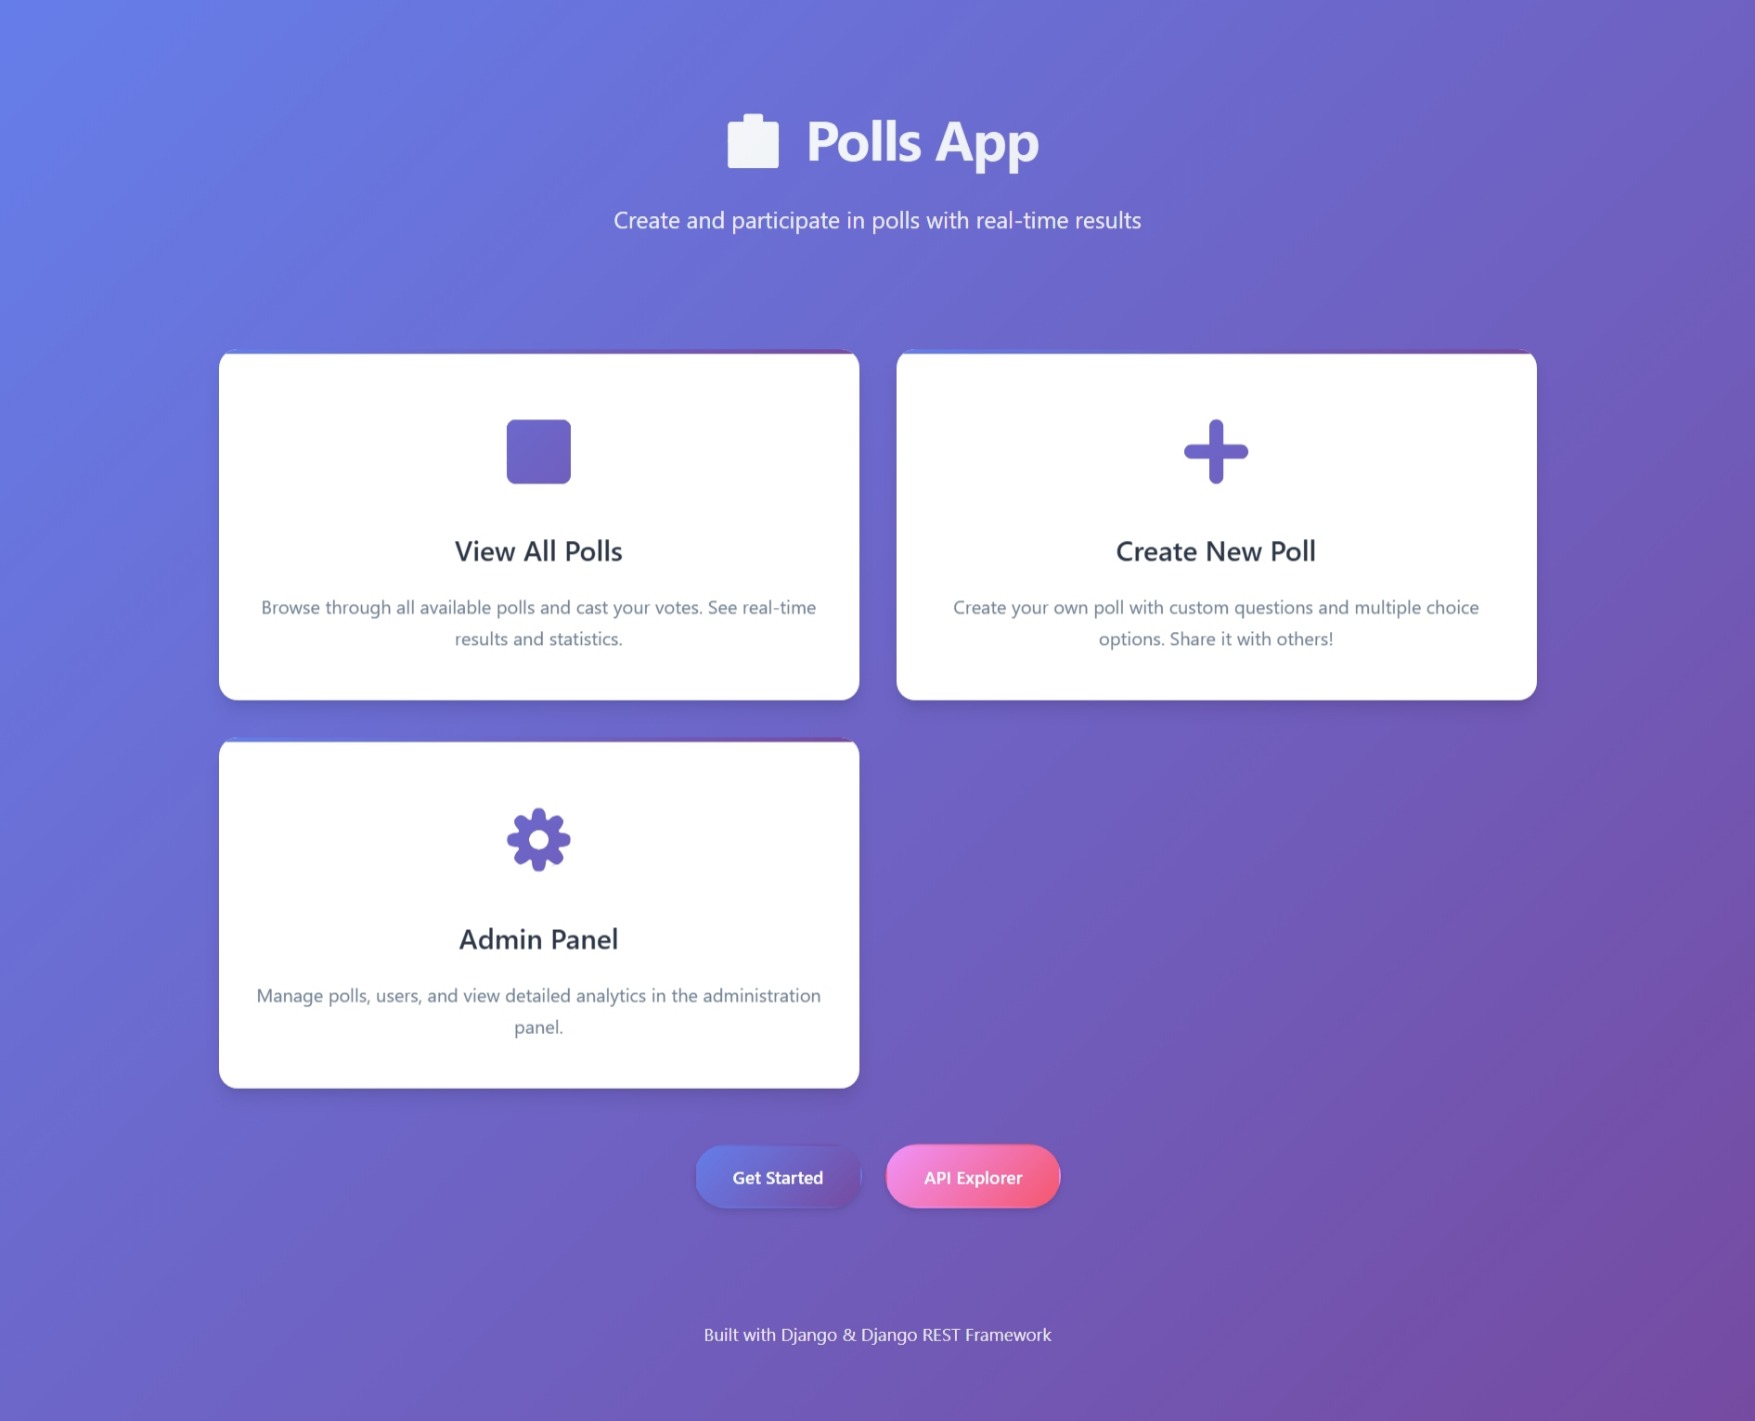 Polls App
Create and participate in polls with real-time results
View All Polls
Browse through all available polls and cast your votes. See real-time
results and statistics.
Create New Poll
Create your own poll with custom questions and multiple choice
options. Share it with others!
Admin Panel
Manage polls, users, and view detailed analytics in the administration
panel.
Get Started
API Explorer
Built with Django & Django REST Framework